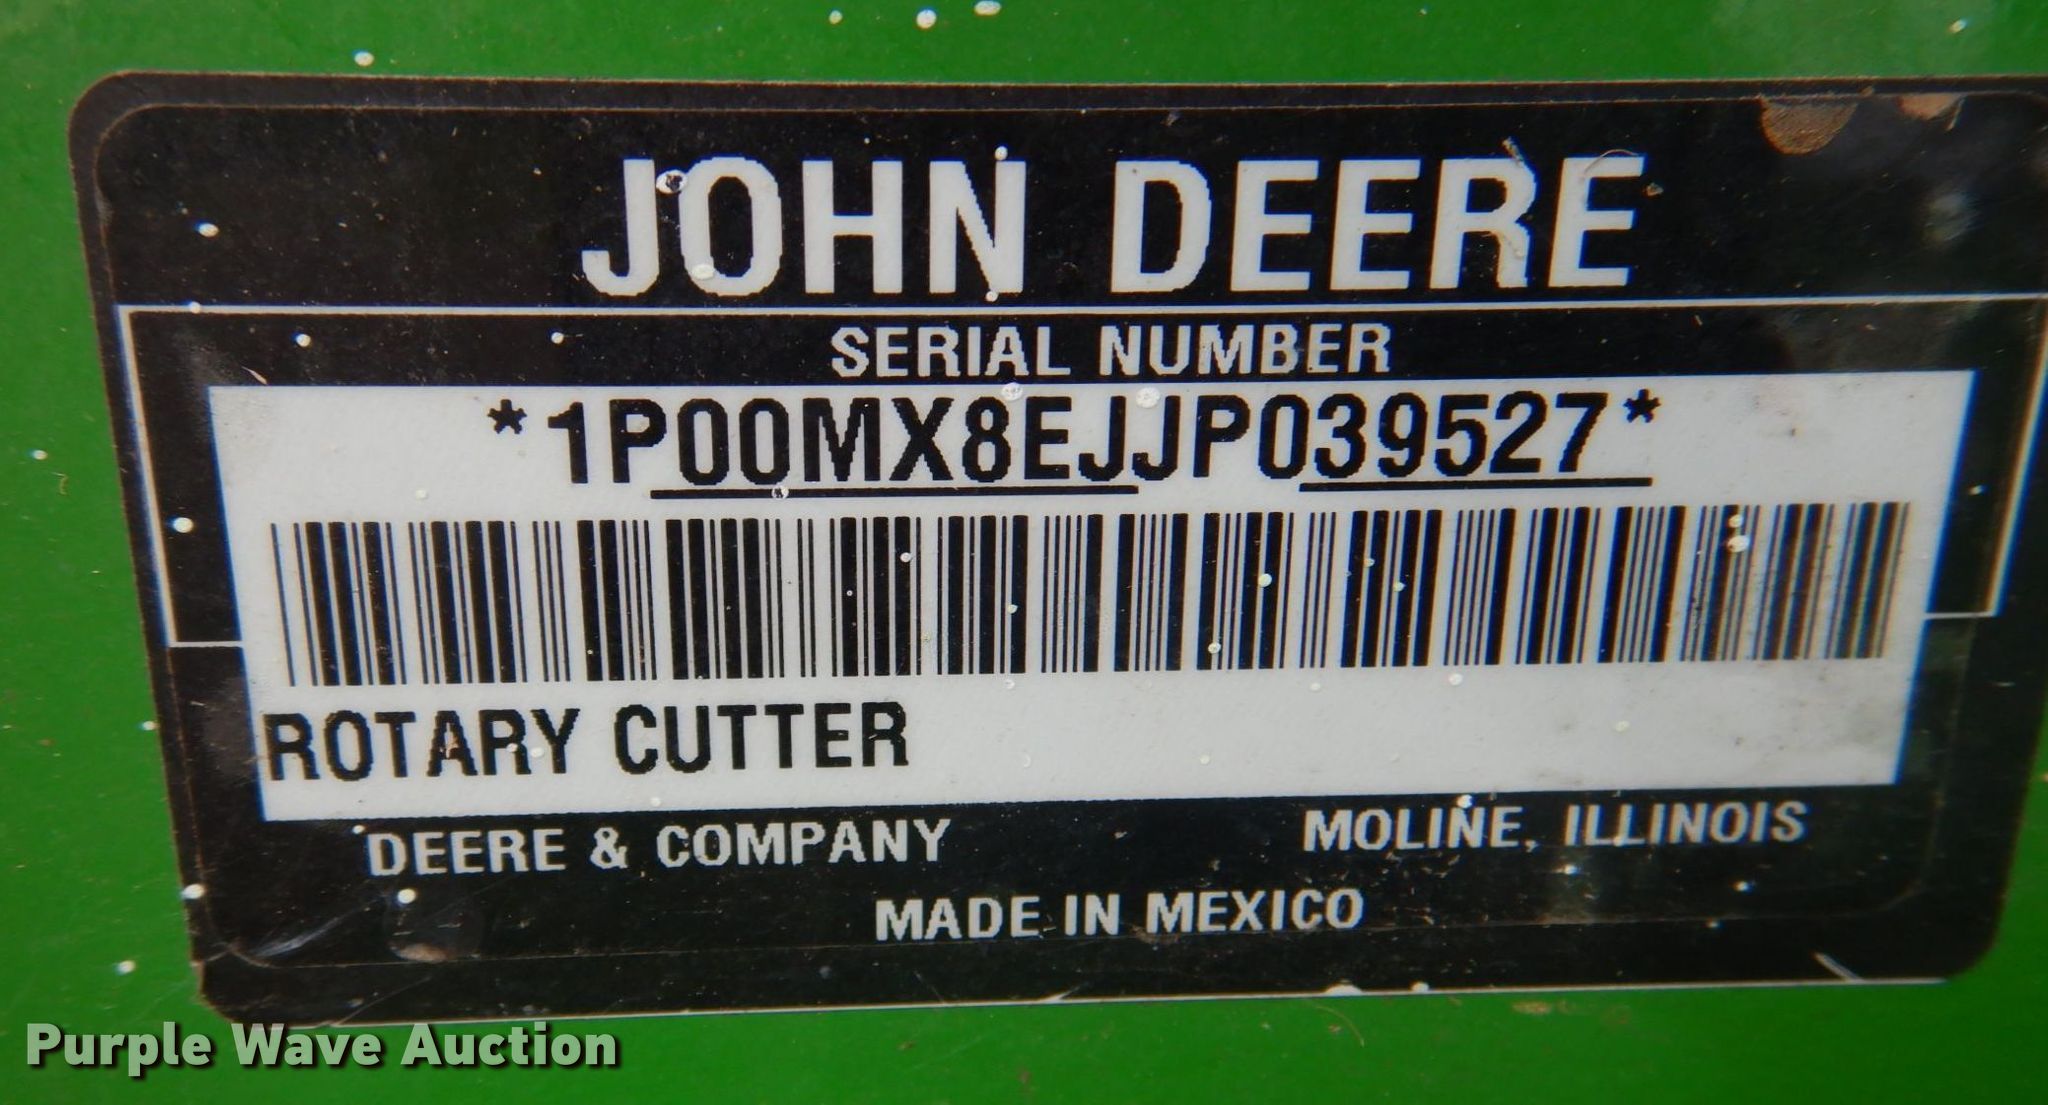 JOHN DEERE
SERIAL NUMBER
*1P00MX8EJJP039527*
ROTARY CUTTER
DEERE & COMPANY MOLINE, ILLINOIS
MADE IN MEXICO
Purple Wave Auction